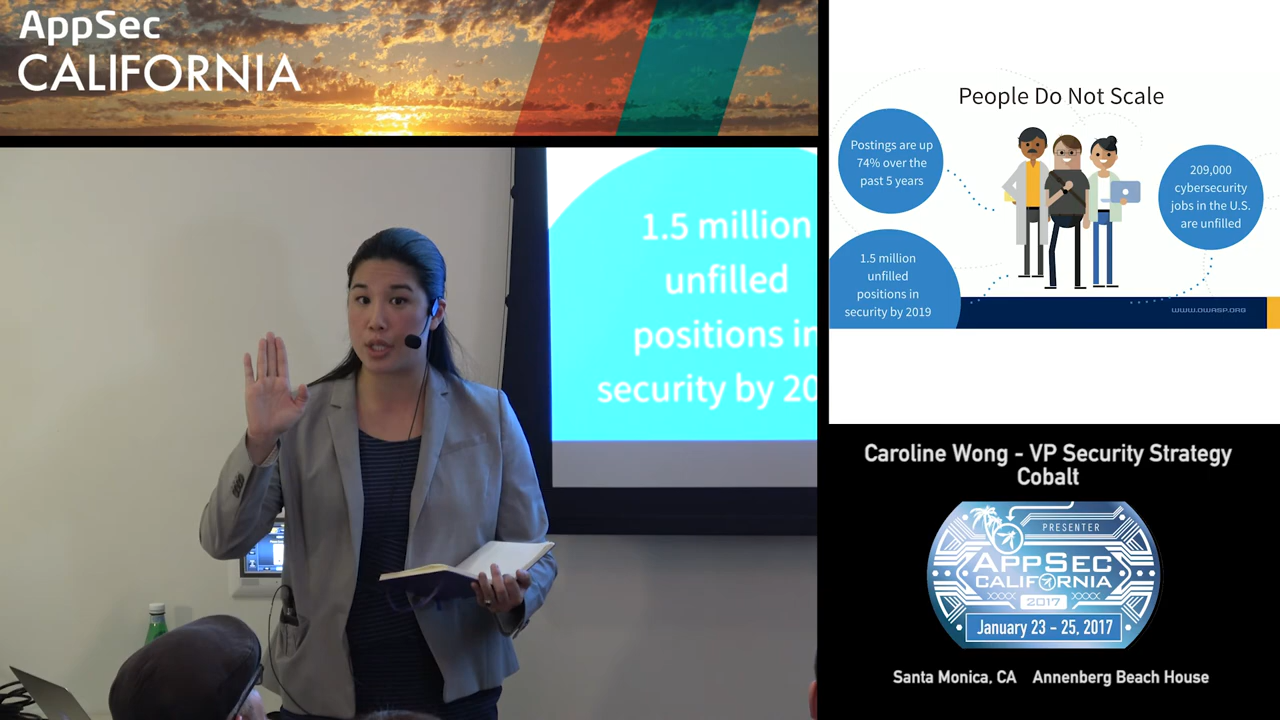 AppSec
CALIFORNIA
1.5 million
unfilled
positions in
security by 20
People Do Not Scale
Postings are up
74% over the
past 5 years
209,000
cybersecurity
jobs in the U.S.
are unfilled
1.5 million
unfilled
positions in
security by 2019
WWW.OWASP.ORG
Caroline Wong - VP Security Strategy
Cobalt
PRESENTER
APPSEC
CALIFORNIA
2017
January 23 - 25, 2017
Santa Monica, CA Annenberg Beach House